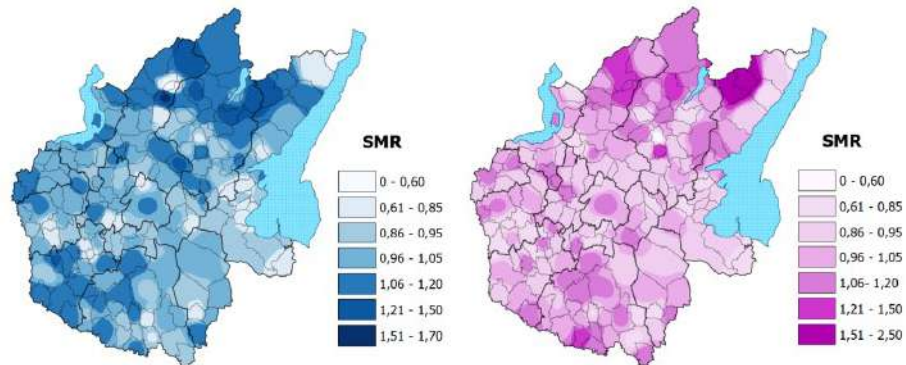 SMR
0 - 0,60
0,61 - 0,85
0,86 - 0,95
0,96 - 1,05
1,06 - 1,20
1,21 - 1,50
1,51 - 1,70
SMR
0 - 0,60
0,61 - 0,85
0,86 - 0,95
0,96 - 1,05
1,06 - 1,20
1,21 - 1,50
1,51 - 2,50